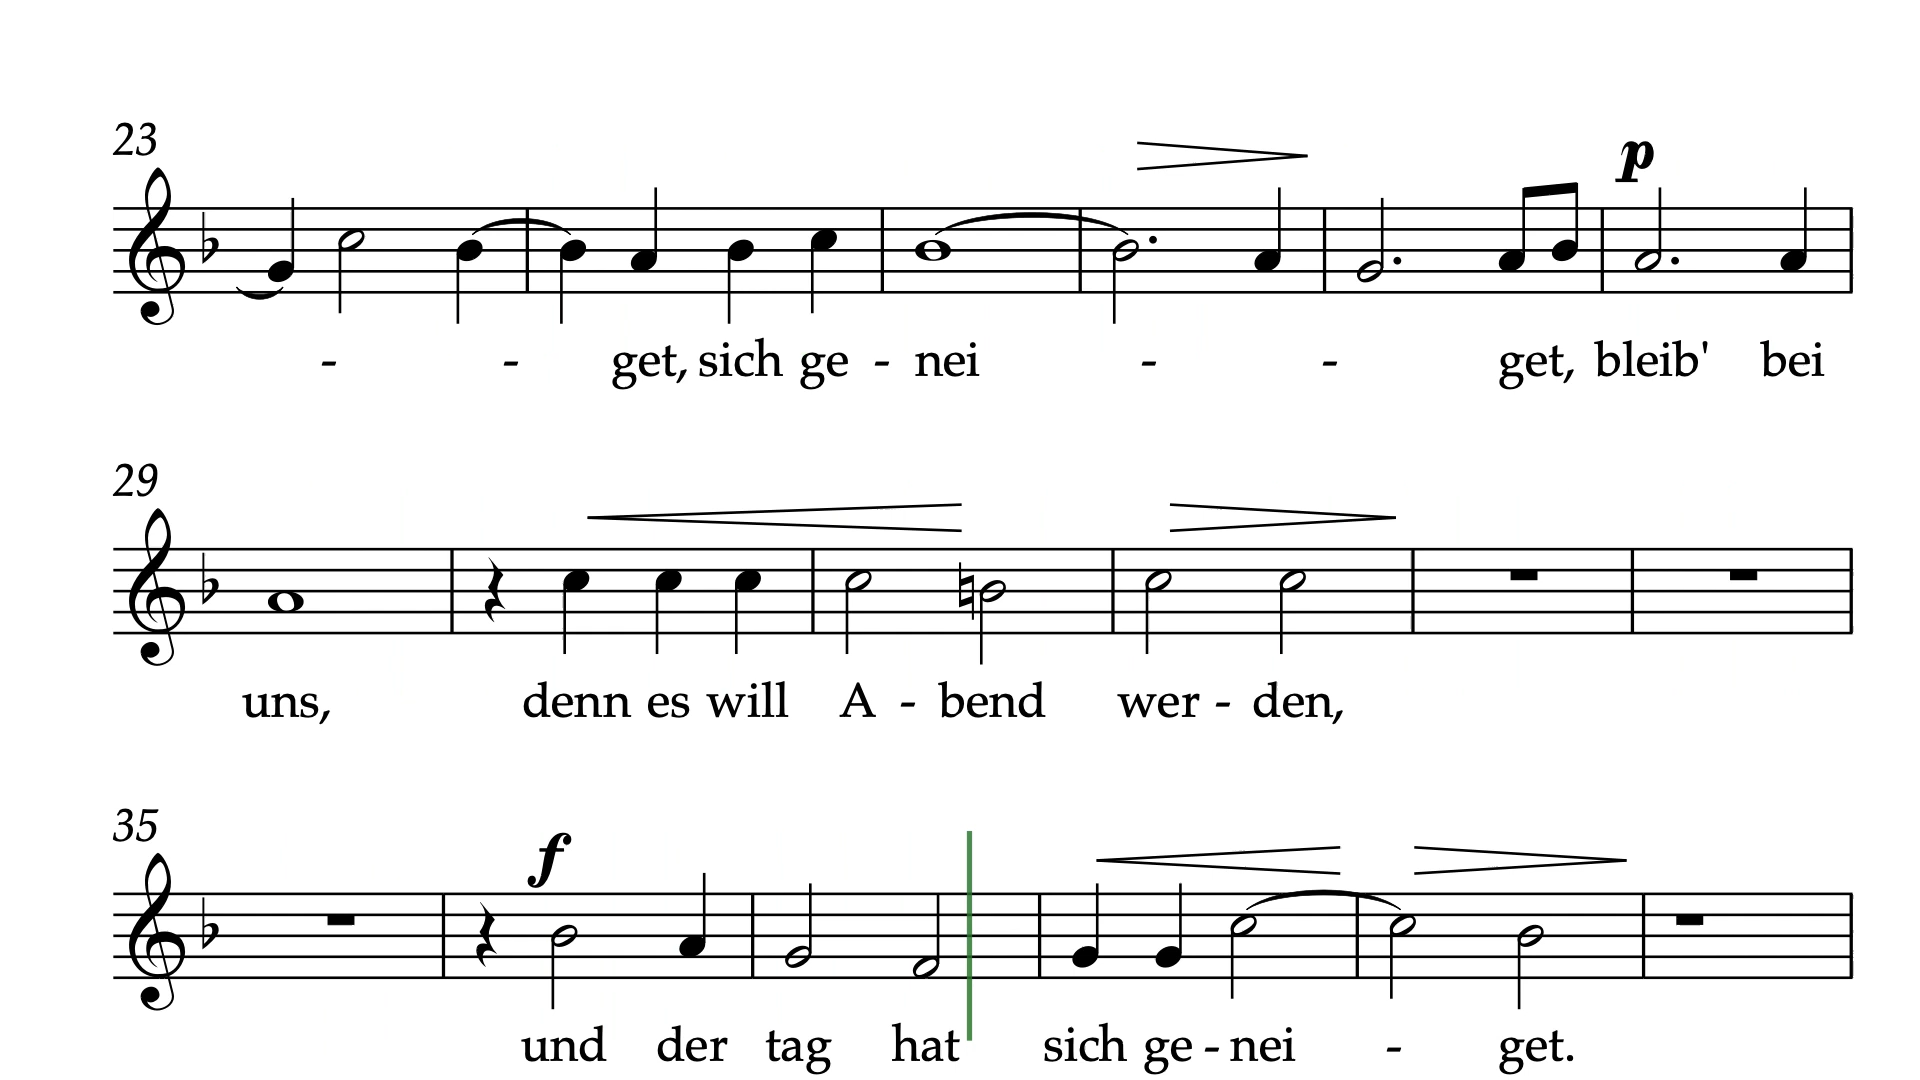 23
p
- - get, sich ge - nei - - get, bleib' bei
29
uns, denn es will A - bend wer - den,
35
f
und der tag hat sich ge - nei - get.